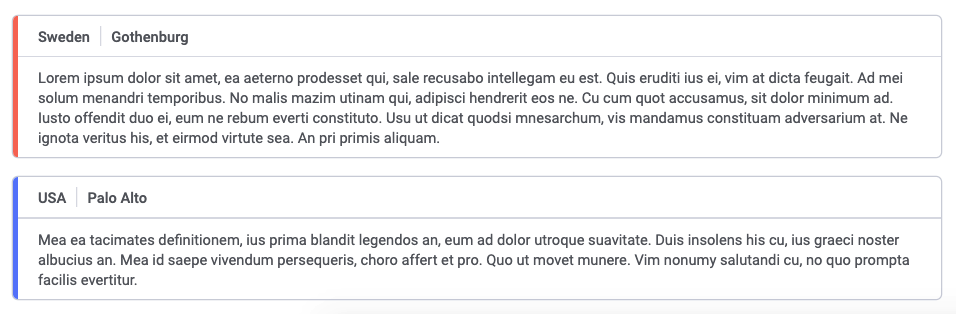 Sweden | Gothenburg
Lorem ipsum dolor sit amet, ea aeterno prodesset qui, sale recusabo intellegam eu est. Quis eruditi ius ei, vim at dicta feugait. Ad mei
solum menandri temporibus. No malis mazim utinam qui, adipisci hendrerit eos ne. Cu cum quot accusamus, sit dolor minimum ad.
Iusto offendit duo ei, eum ne rebum everti constituto. Usu ut dicat quodsi mnesarchum, vis mandamus constituam adversarium at. Ne
ignota veritus his, et eirmod virtute sea. An pri primis aliquam.
USA | Palo Alto
Mea ea tacimates definitionem, ius prima blandit legendos an, eum ad dolor utroque suavitate. Duis insolens his cu, ius graeci noster
albucius an. Mea id saepe vivendum persequeris, choro affert et pro. Quo ut movet munere. Vim nonumy salutandi cu, no quo prompta
facilis evertitur.